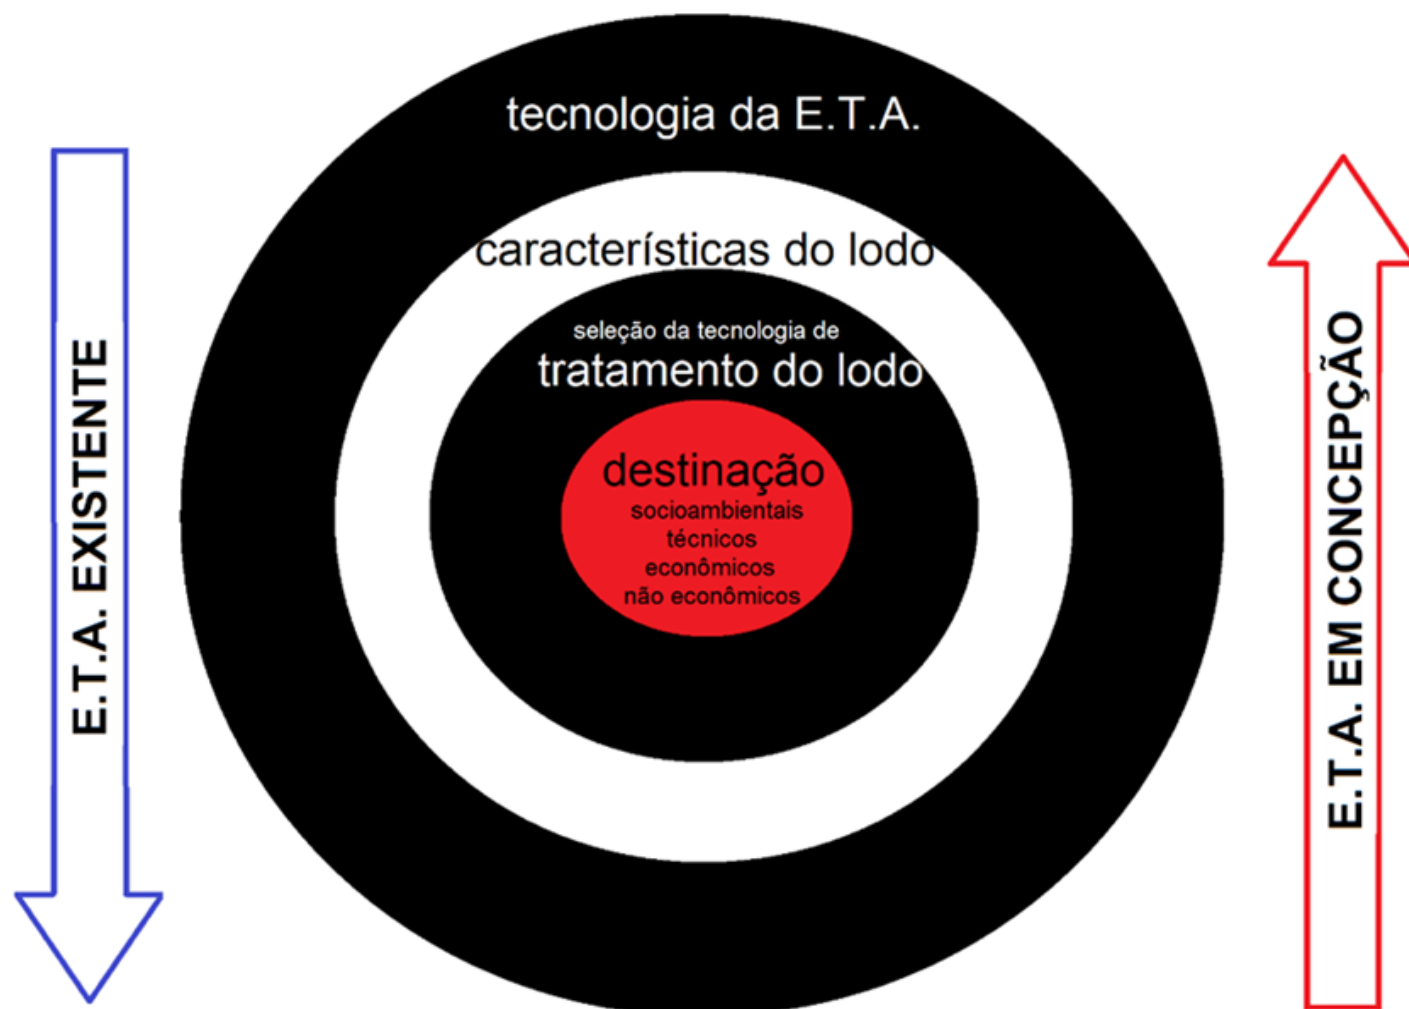 tecnologia da E.T.A.
características do lodo
seleção da tecnologia de
tratamento do lodo
destinação
socioambientais
técnicos
econômicos
não econômicos
E.T.A. EXISTENTE
E.T.A. EM CONCEPÇÃO